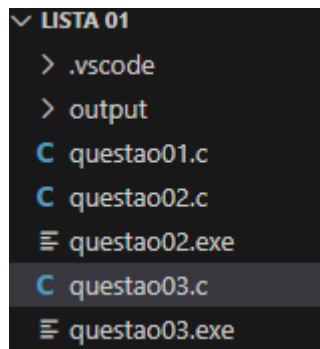 LISTA 01
.vscode
output
C questao01.c
C questao02.c
questao02.exe
C questao03.c
questao03.exe